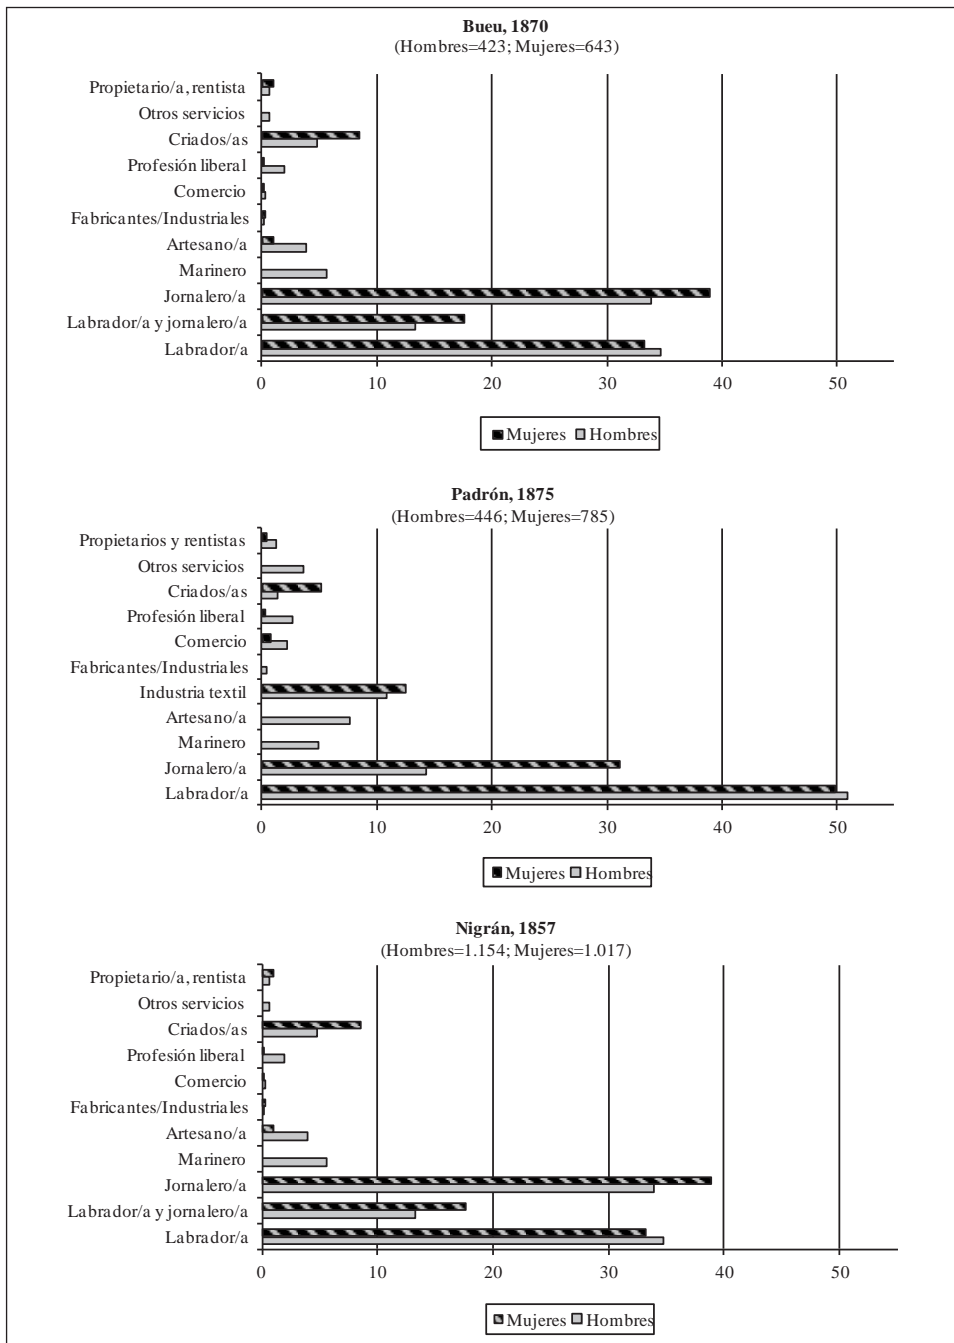 Bueu, 1870
(Hombres=423; Mujeres=643)
Propietario/a, rentista
Otros servicios
Criados/as
Profesión liberal
Comercio
Fabricantes/Industriales
Artesano/a
Marinero
Jornalero/a
Labrador/a y jornalero/a
Labrador/a
0 10 20 30 40 50
Mujeres Hombres
Padrón, 1875
(Hombres=446; Mujeres=785)
Propietarios y rentistas
Otros servicios
Criados/as
Profesión liberal
Comercio
Fabricantes/Industriales
Industria textil
Artesano/a
Marinero
Jornalero/a
Labrador/a
0 10 20 30 40 50
Mujeres Hombres
Nigrán, 1857
(Hombres=1.154; Mujeres=1.017)
Propietario/a, rentista
Otros servicios
Criados/as
Profesión liberal
Comercio
Fabricantes/Industriales
Artesano/a
Marinero
Jornalero/a
Labrador/a y jornalero/a
Labrador/a
0 10 20 30 40 50
Mujeres Hombres